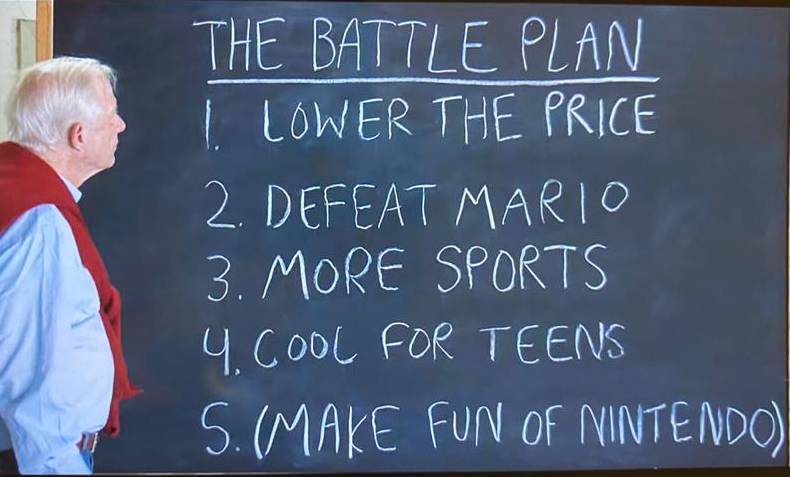 THE BATTLE PLAN
1. LOWER THE PRICE
2. DEFEAT MARIO
3. MORE SPORTS
4. COOL FOR TEENS
5. (MAKE FUN OF NINTENDO)